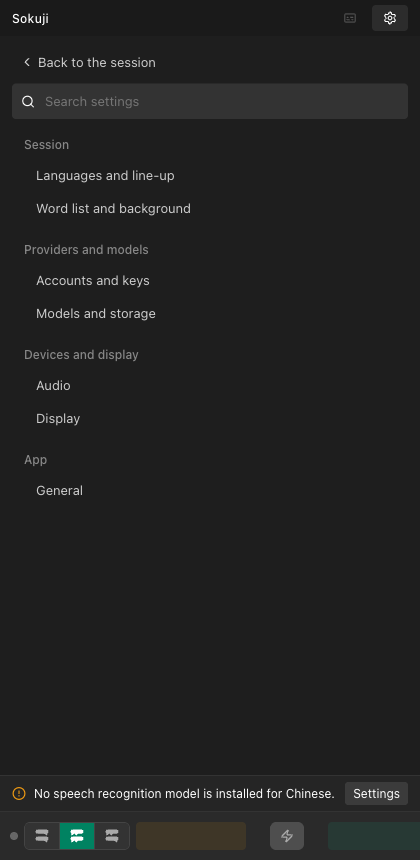 Sokuji
Back to the session
Search settings
Session
Languages and line-up
Word list and background
Providers and models
Accounts and keys
Models and storage
Devices and display
Audio
Display
App
General
No speech recognition model is installed for Chinese.
Settings